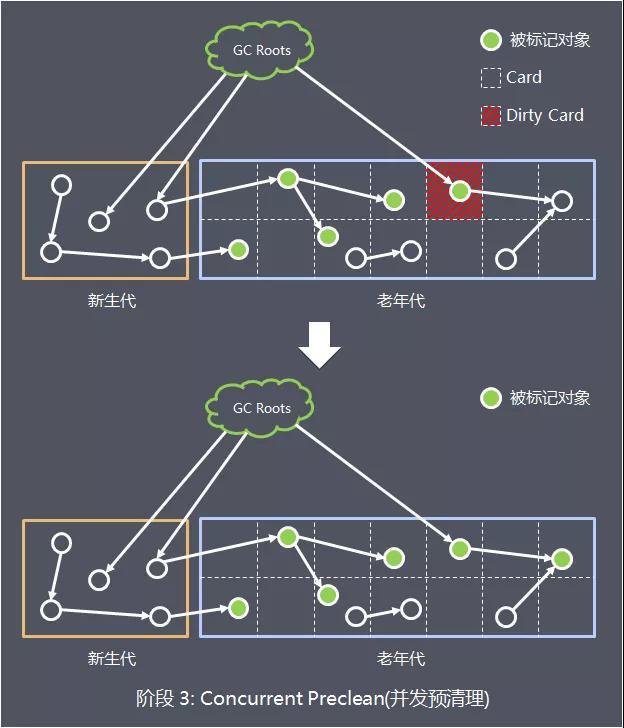 GC Roots
被标记对象
Card
Dirty Card
新生代
老年代
GC Roots
被标记对象
新生代
老年代
阶段 3: Concurrent Preclean(并发预清理)